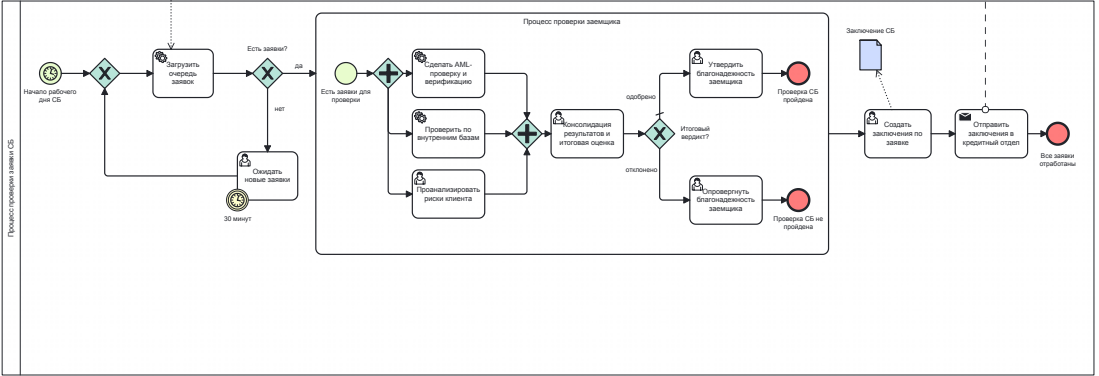 Процесс проверки заявки СБ
Начало рабочего
дня СБ
Загрузить
очередь
заявок
Есть заявки?
да
нет
Ожидать
новые заявки
30 минут
Процесс проверки заемщика
Есть заявки для
проверки
Сделать AML-
проверку и
верификацию
Проверить по
внутренним базам
Проанализировать
риски клиента
Консолидация
результатов и
итоговая оценка
Итоговый
вердикт?
одобрено
отклонено
Утвердить
благонадежность
заемщика
Проверка СБ
пройдена
Опровергнуть
благонадежность
заемщика
Проверка СБ не
пройдена
Заключение СБ
Создать
заключения по
заявке
Отправить
заключения в
кредитный отдел
Все заявки
отработаны